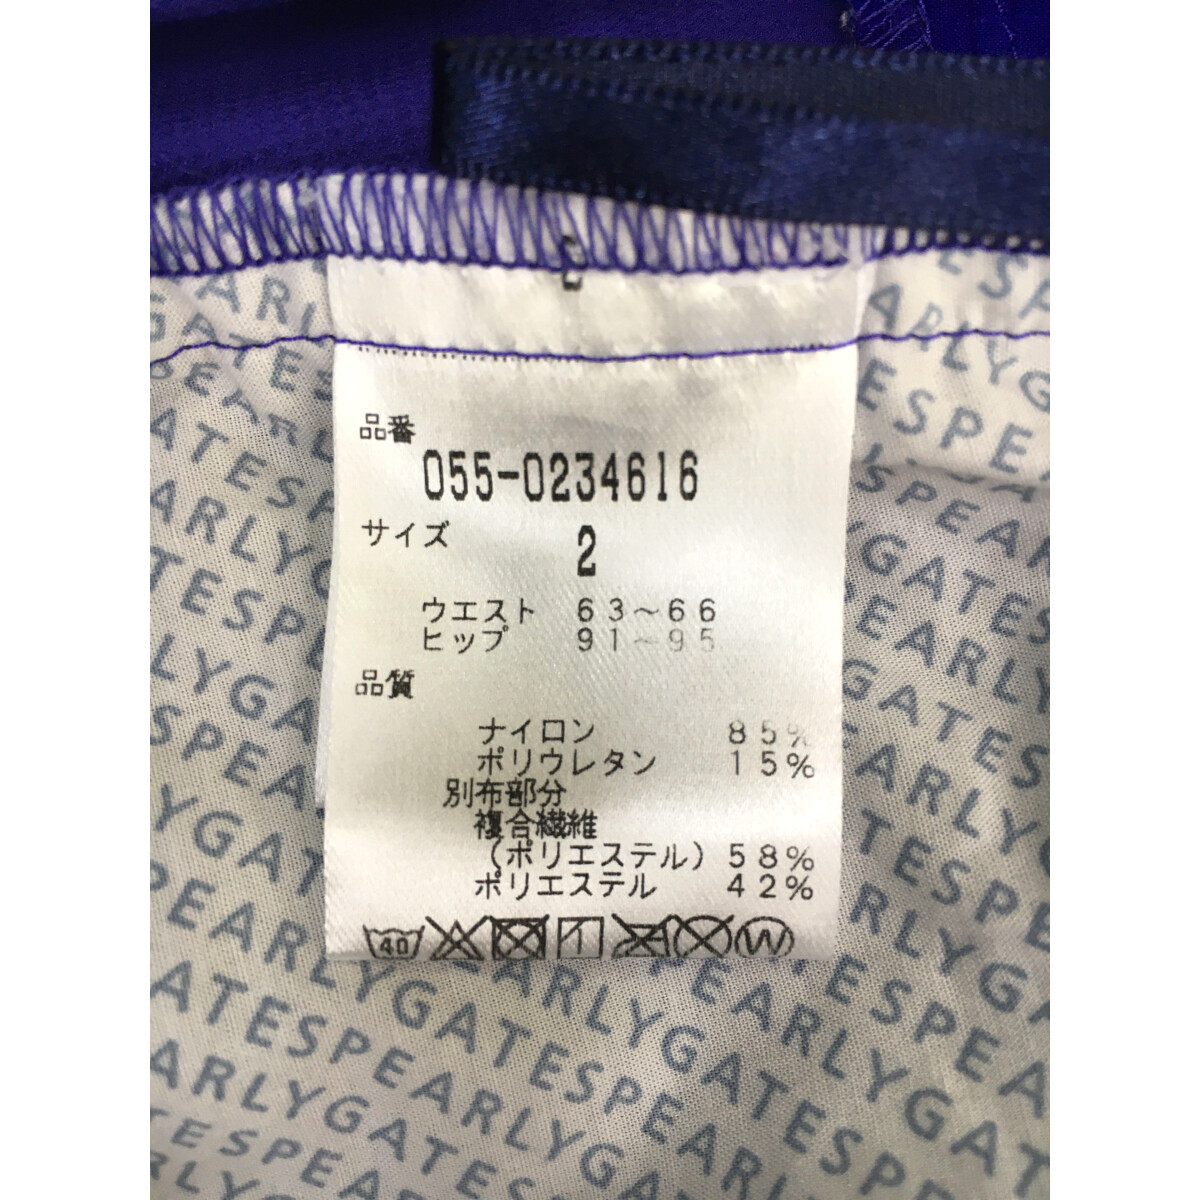 品番
055-0234616
サイズ 2
ウエスト 63～66
ヒップ 91～95
品質
ナイロン 85%
ポリウレタン 15%
別布部分
複合繊維
(ポリエステル) 58%
ポリエステル 42%
40 W
PEARLYGATESPEARLYGATES